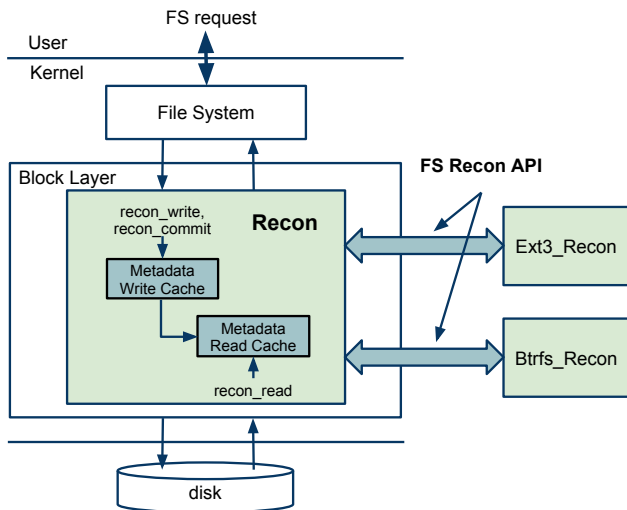 FS request
User
Kernel
File System
Block Layer
FS Recon API
recon_write,
recon_commit
Recon
Ext3_Recon
Metadata
Write Cache
Metadata
Read Cache
Btrfs_Recon
recon_read
disk